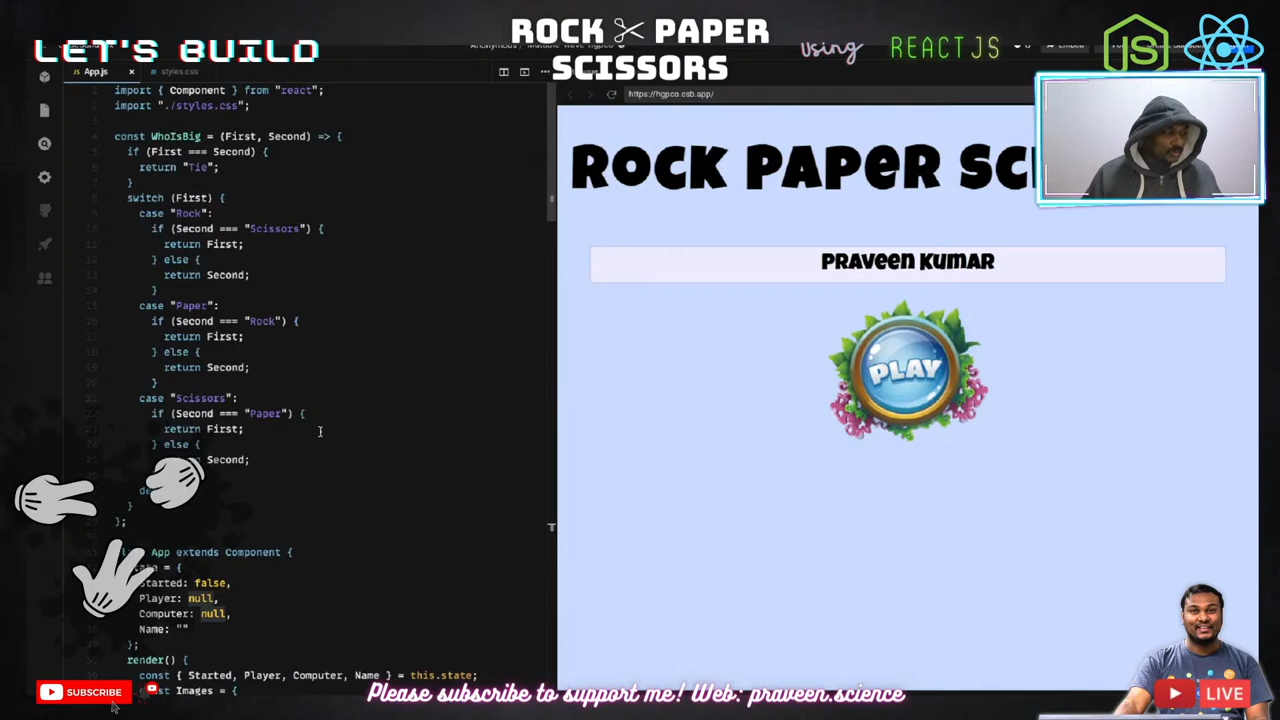 LET'S BUILD
ROCK PAPER
SCISSORS
Using
REACTJS
JS
App.js
styles.css
https://hgpco.csb.app/
import { Component } from "react";
import "./styles.css";
const WhoIsBig = (First, Second) => {
if (First === Second) {
return "Tie";
}
switch (First) {
case "Rock":
if (Second === "Scissors") {
return First;
} else {
return Second;
}
case "Paper":
if (Second === "Rock") {
return First;
} else {
return Second;
}
case "Scissors":
if (Second === "Paper") {
return First;
} else {
Second;
}
};
App extends Component {
= {
Started: false,
Player: null,
Computer: null,
Name: ""
};
render() {
const { Started, Player, Computer, Name } = this.state;
Images = {
Rock Paper
Praveen Kumar
PLAY
SUBSCRIBE
Please subscribe to support me! Web: praveen.science
LIVE